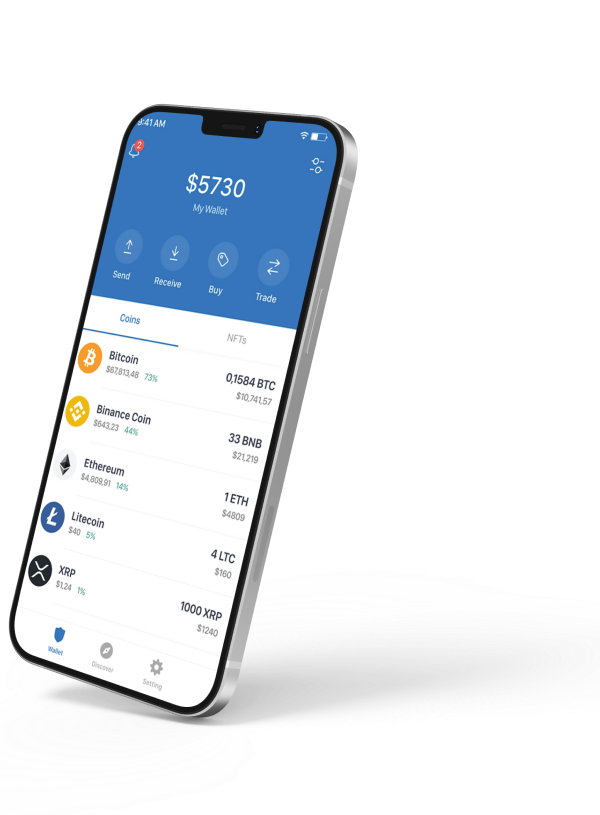 9:41 AM
2
$5730
My Wallet
Send
Receive
Buy
Trade
Coins
NFTs
Bitcoin
$67,813,48 73%
0,1584 BTC
$10,741,57
Binance Coin
$643,23 44%
33 BNB
$21,219
Ethereum
$4,809,91 14%
1 ETH
$4809
Litecoin
$40 5%
4 LTC
$160
XRP
$1,24 1%
1000 XRP
$1240
Wallet
Discover
Setting